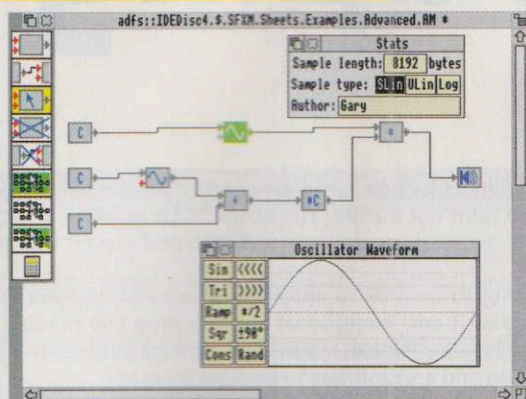 adfs::IDEDisc4.$.SFXM.Sheets.Examples.Advanced.AM *
Stats
Sample length: 8192 bytes
Sample type: SLin ULin Log
Author: Gary
C
C
+
*C
C
Oscillator Waveform
Sin <<<<
Tri >>>>
Ramp */2
Sqr ±90°
Cons Rand